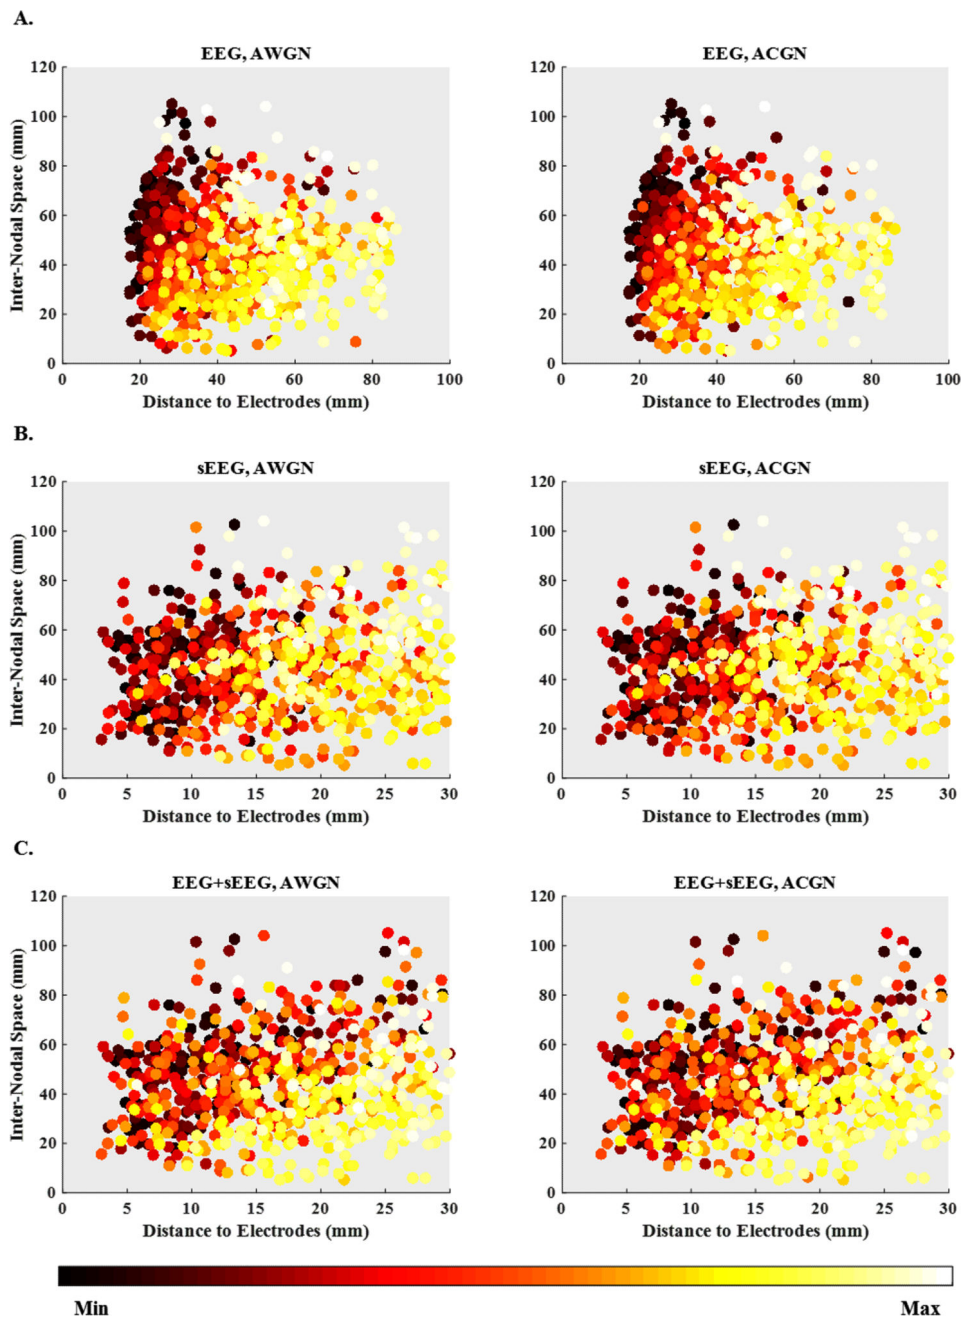 A.
EEG, AWGN
EEG, ACGN
120
100
80
60
40
20
0
Inter-Nodal Space (mm)
0 20 40 60 80 100
Distance to Electrodes (mm)
120
100
80
60
40
20
0
0 20 40 60 80 100
Distance to Electrodes (mm)
B.
sEEG, AWGN
sEEG, ACGN
120
100
80
60
40
20
0
Inter-Nodal Space (mm)
0 5 10 15 20 25 30
Distance to Electrodes (mm)
120
100
80
60
40
20
0
0 5 10 15 20 25 30
Distance to Electrodes (mm)
C.
EEG+sEEG, AWGN
EEG+sEEG, ACGN
120
100
80
60
40
20
0
Inter-Nodal Space (mm)
0 5 10 15 20 25 30
Distance to Electrodes (mm)
120
100
80
60
40
20
0
0 5 10 15 20 25 30
Distance to Electrodes (mm)
Min Max